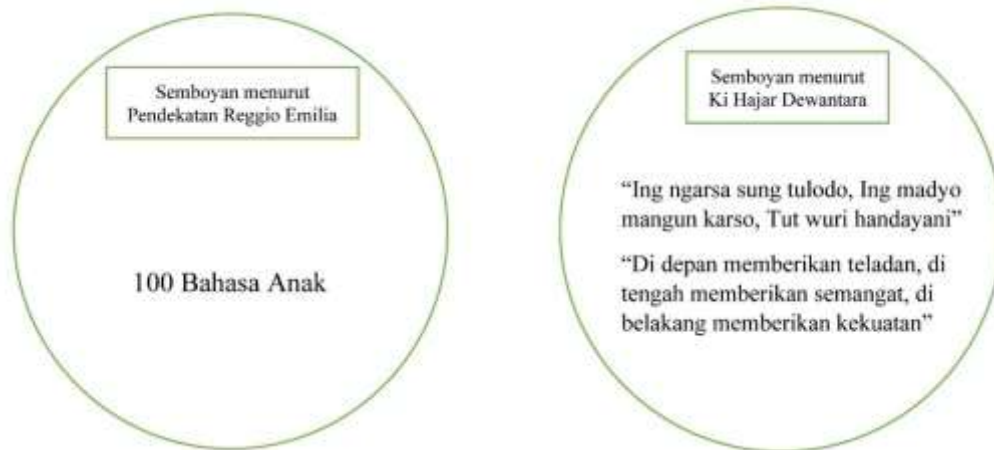 Semboyan menurut
Pendekatan Reggio Emilia
100 Bahasa Anak
Semboyan menurut
Ki Hajar Dewantara
“Ing ngarsa sung tulodo, Ing madyo
mangun karso, Tut wuri handayani”
“Di depan memberikan teladan, di
tengah memberikan semangat, di
belakang memberikan kekuatan”